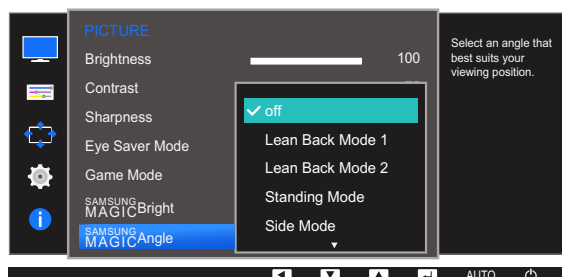 PICTURE
Brightness 100
Contrast
Sharpness
Eye Saver Mode
Game Mode
SAMSUNG
MAGICBright
SAMSUNG
MAGICAngle
off
Lean Back Mode 1
Lean Back Mode 2
Standing Mode
Side Mode
Select an angle that
best suits your
viewing position.
AUTO